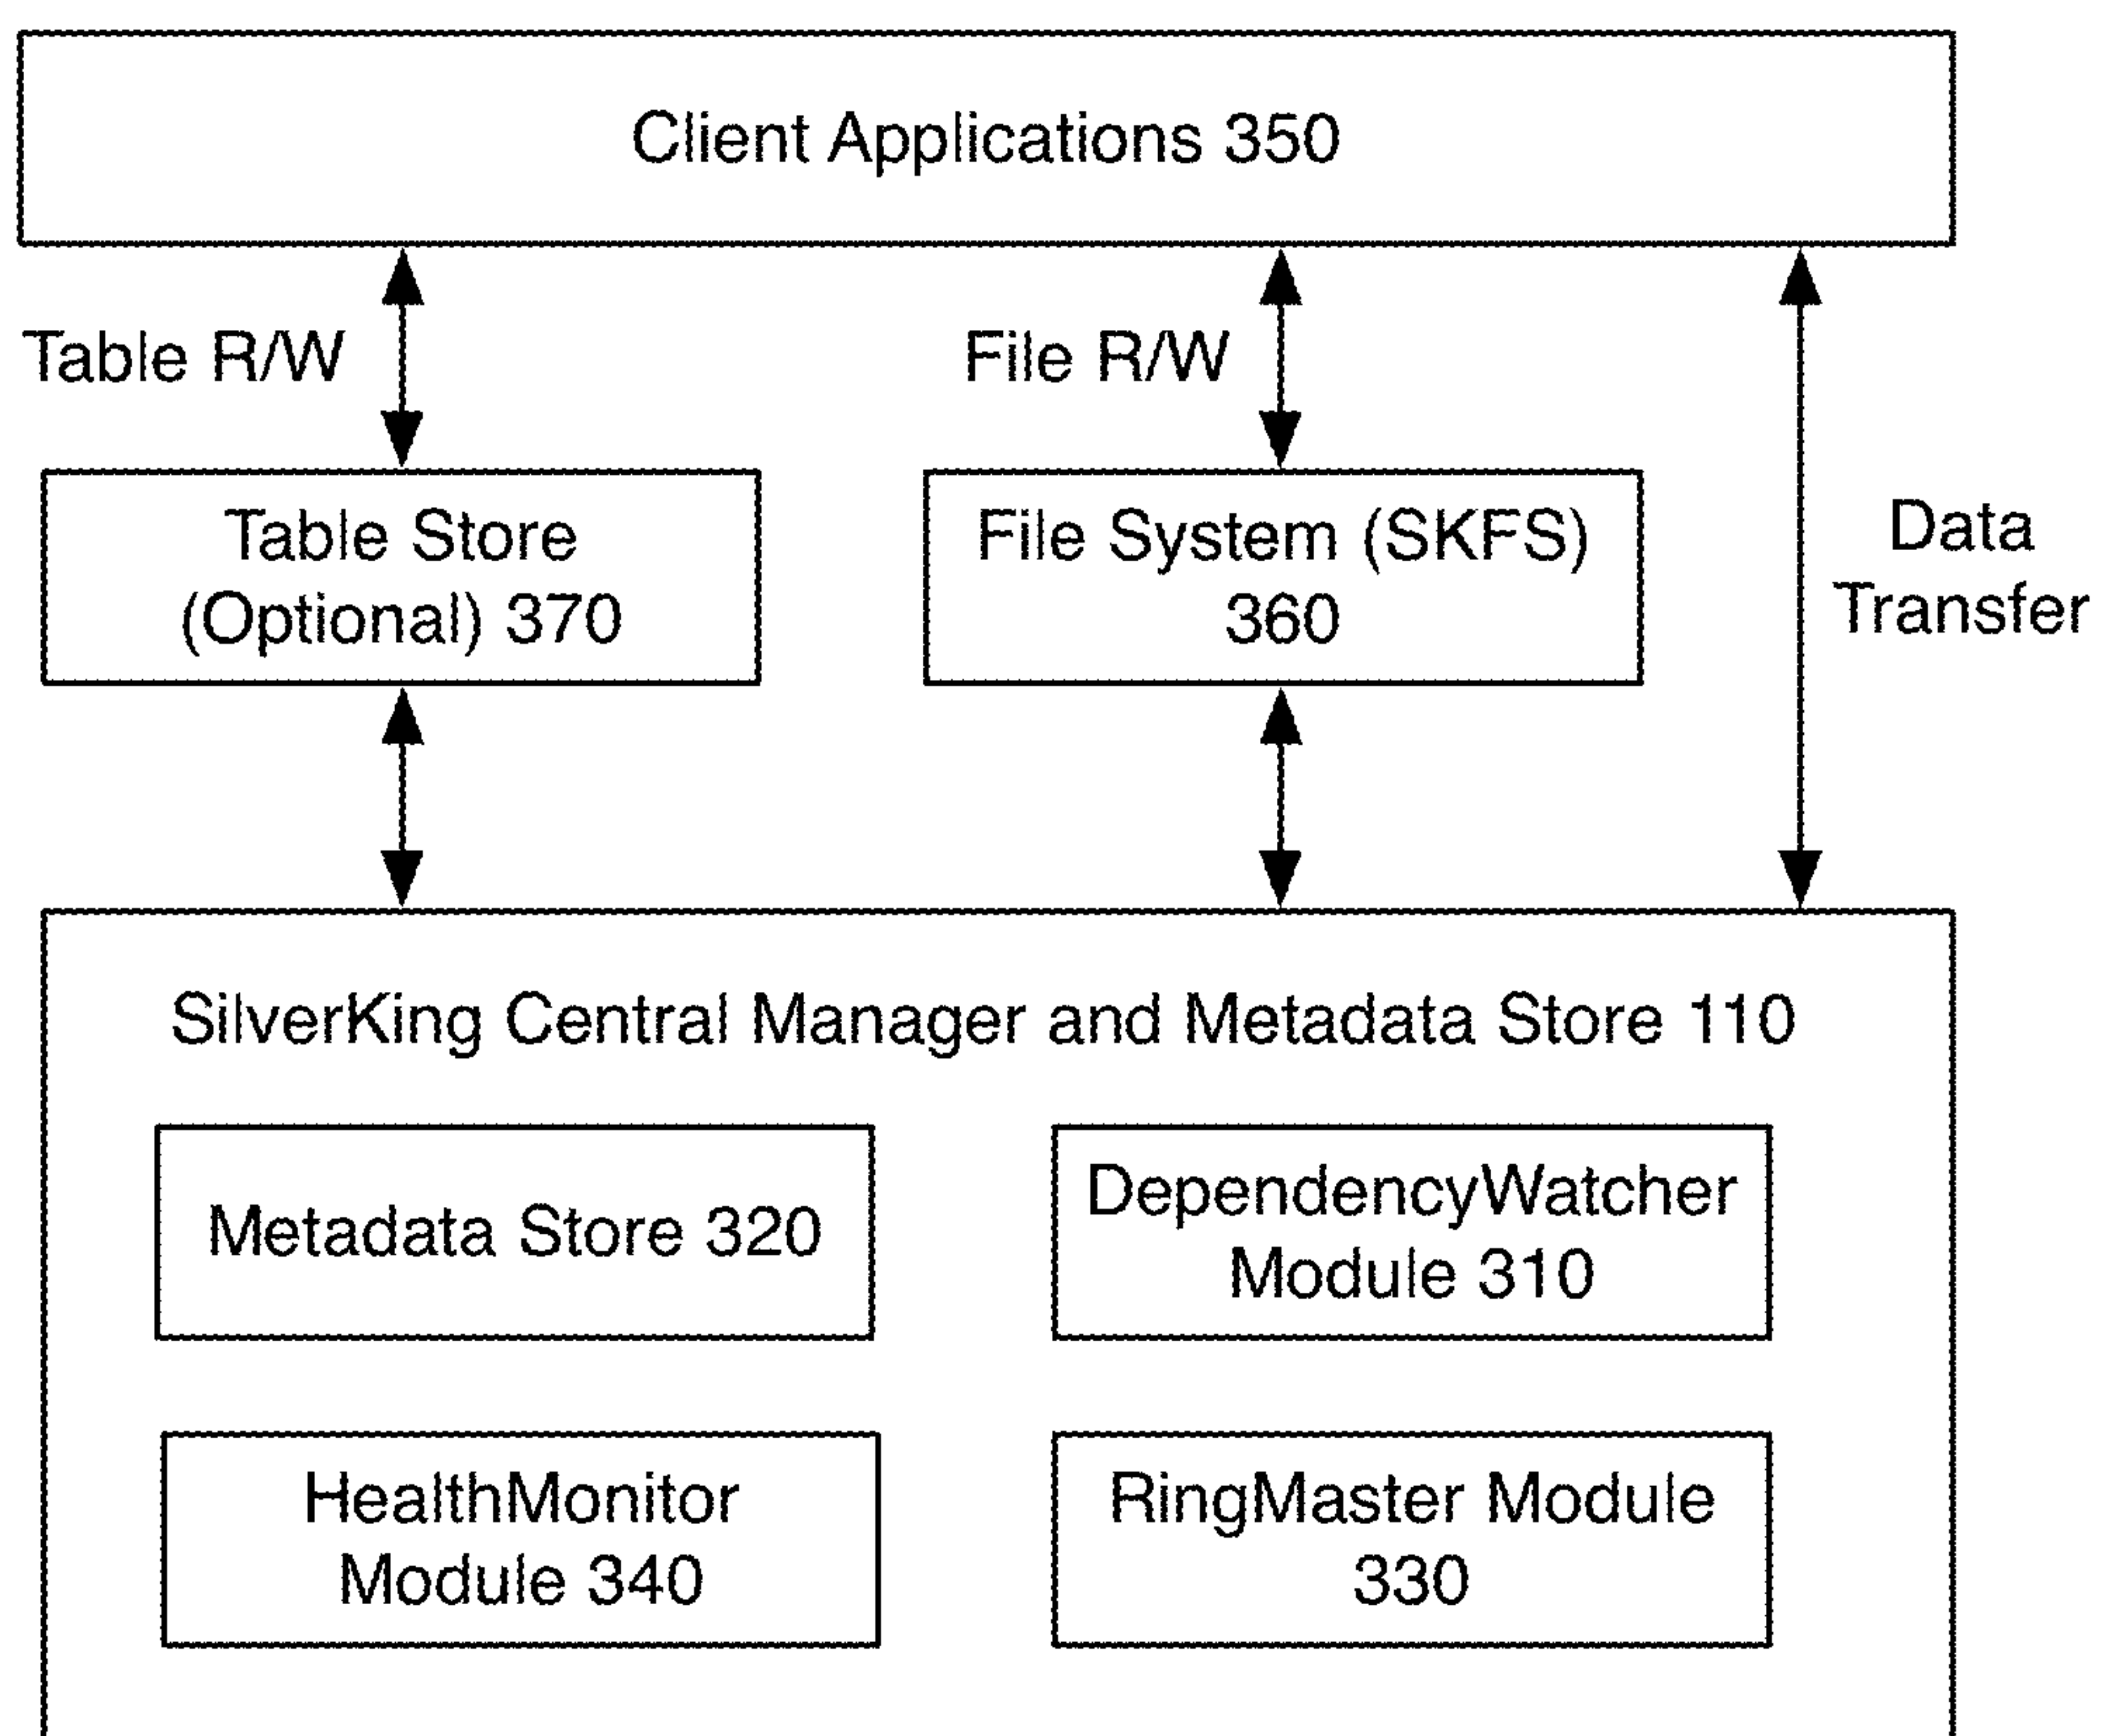 Client Applications 350
Table R/W
File R/W
Table Store
(Optional) 370
File System (SKFS)
360
Data
Transfer
SilverKing Central Manager and Metadata Store 110
Metadata Store 320
DependencyWatcher
Module 310
HealthMonitor
Module 340
RingMaster Module
330